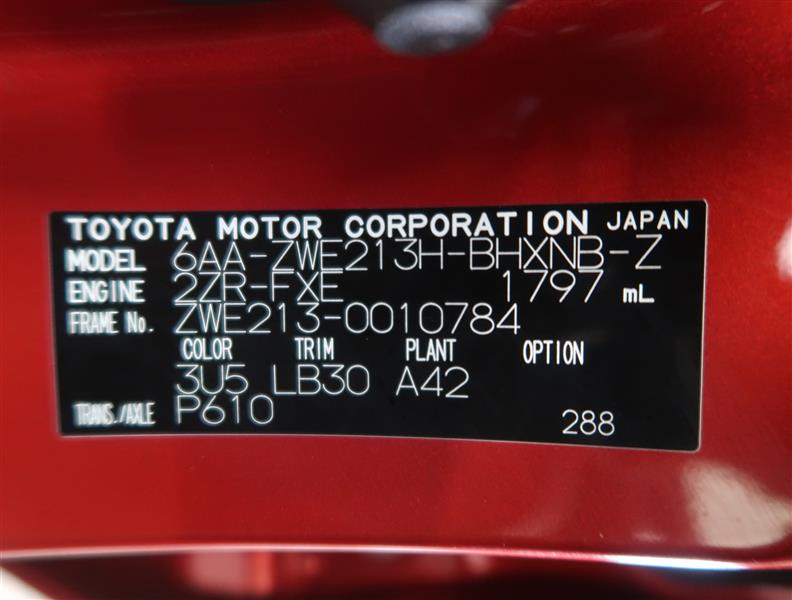 TOYOTA MOTOR CORPORATION JAPAN
MODEL 6AA-ZWE213H-BHXNB-Z
ENGINE 2ZR-FXE 1797 mL
FRAME No. ZWE213-0010784
COLOR TRIM PLANT OPTION
3U5 LB30 A42
TRANS./AXLE P610 288